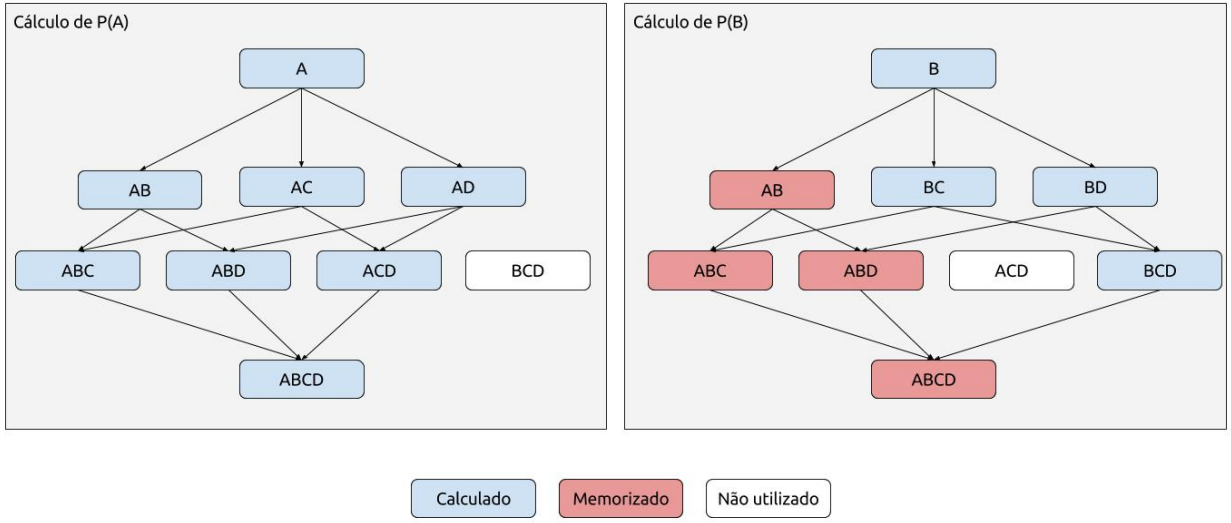 Cálculo de P(A)
A
AB
AC
AD
ABC
ABD
ACD
BCD
ABCD
Cálculo de P(B)
B
AB
BC
BD
ABC
ABD
ACD
BCD
ABCD
Calculado
Memorizado
Não utilizado